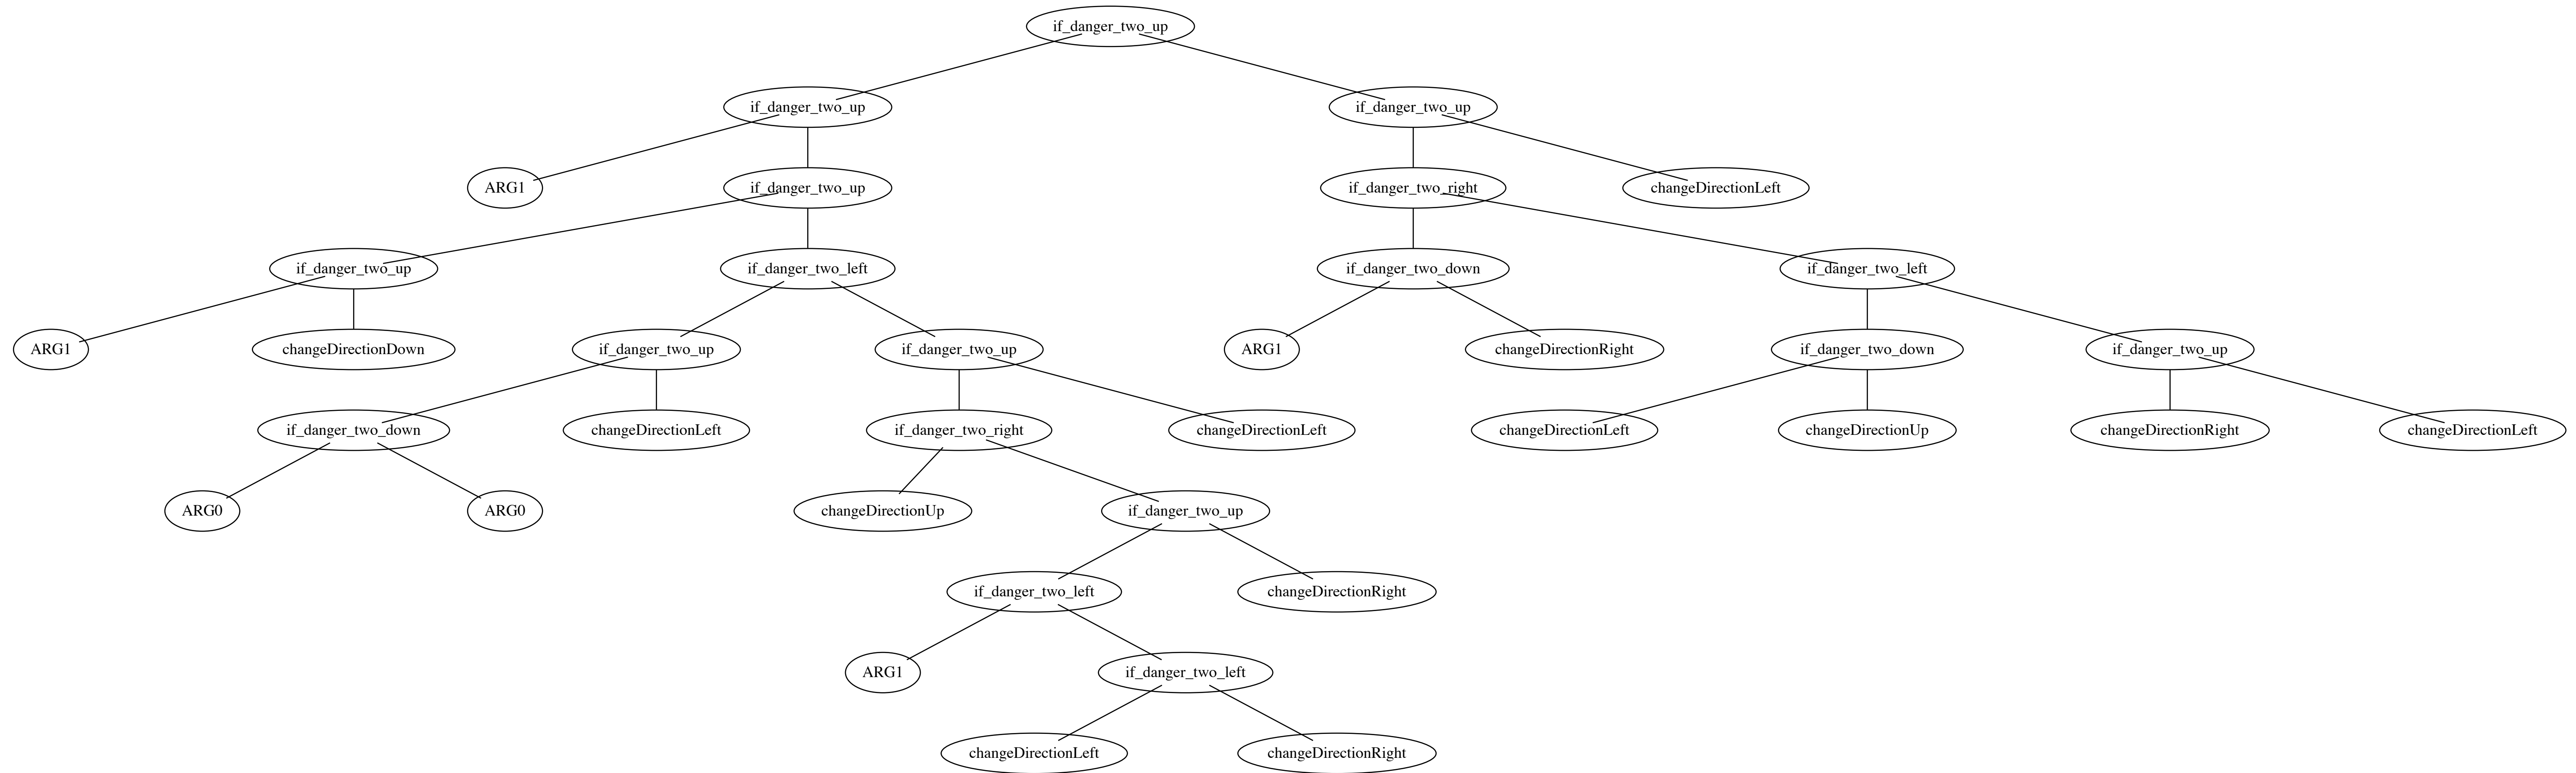 if_danger_two_up
if_danger_two_up
if_danger_two_up
ARG1
if_danger_two_up
if_danger_two_right
changeDirectionLeft
if_danger_two_up
if_danger_two_left
if_danger_two_down
if_danger_two_left
ARG1
changeDirectionDown
if_danger_two_up
if_danger_two_up
ARG1
changeDirectionRight
if_danger_two_down
if_danger_two_up
if_danger_two_down
changeDirectionLeft
if_danger_two_right
changeDirectionLeft
changeDirectionLeft
changeDirectionUp
changeDirectionRight
changeDirectionLeft
ARG0
ARG0
changeDirectionUp
if_danger_two_up
if_danger_two_left
changeDirectionRight
ARG1
if_danger_two_left
changeDirectionLeft
changeDirectionRight